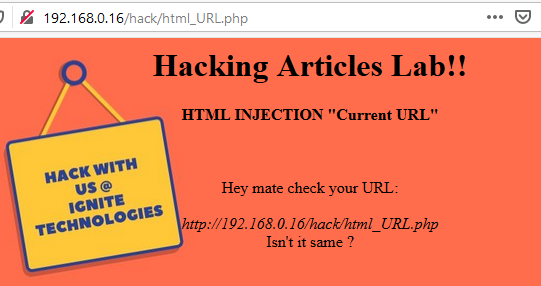 192.168.0.16/hack/html_URL.php
Hacking Articles Lab!!
HTML INJECTION "Current URL"
HACK WITH
US @
IGNITE
TECHNOLOGIES
Hey mate check your URL:
http://192.168.0.16/hack/html_URL.php
Isn't it same ?